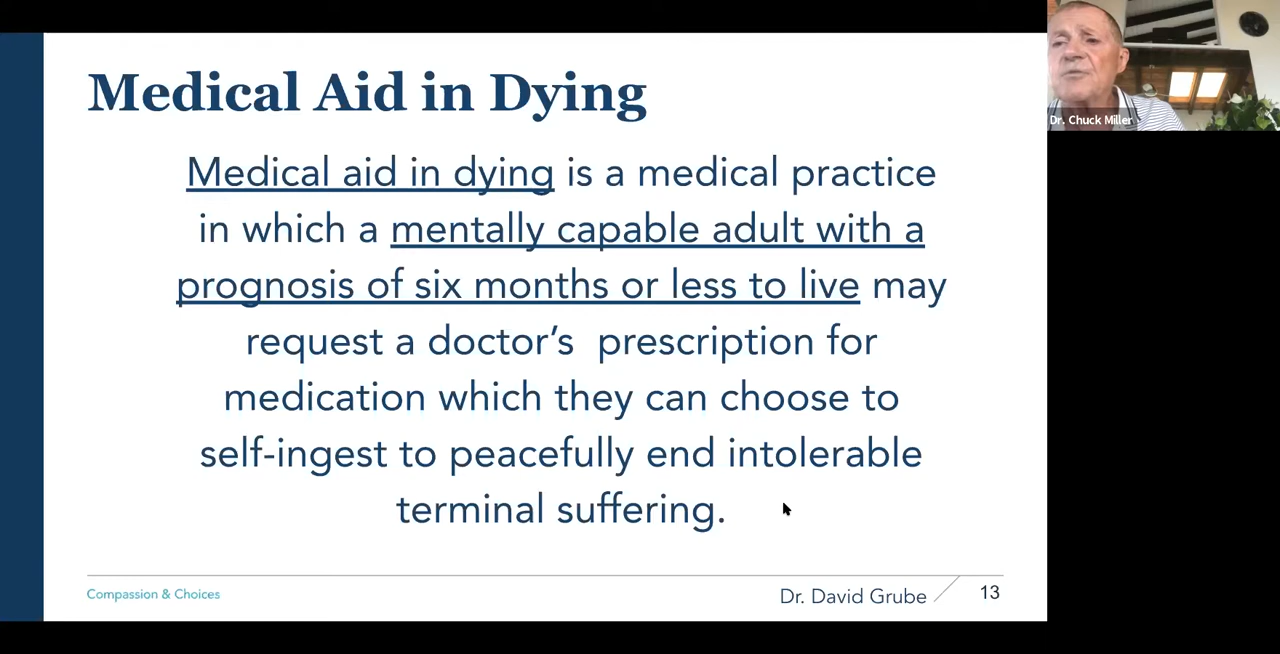 Medical Aid in Dying
Medical aid in dying is a medical practice
in which a mentally capable adult with a
prognosis of six months or less to live may
request a doctor’s  prescription for
medication which they can choose to
self-ingest to peacefully end intolerable
terminal suffering.
Compassion & Choices
Dr. David Grube
13
Dr. Chuck Miller